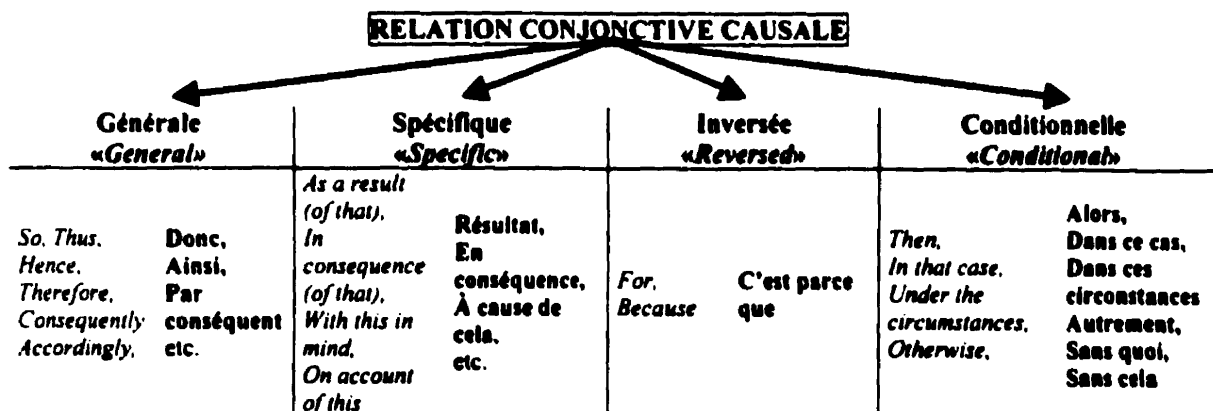 RELATION CONJONCTIVE CAUSALE
Générale
«General»
Spécifique
«Specific»
Inversée
«Reversed»
Conditionnelle
«Conditional»
So, Thus,
Hence,
Therefore,
Consequently
Accordingly,
Donc,
Ainsi,
Par
conséquent
etc.
As a result
(of that),
In
consequence
(of that),
With this in
mind,
On account
of this
Résultat,
En
conséquence,
À cause de
cela,
etc.
For,
Because
C'est parce
que
Then,
In that case,
Under the
circumstances,
Otherwise,
Alors,
Dans ce cas,
Dans ces
circonstances
Autrement,
Sans quoi,
Sans cela